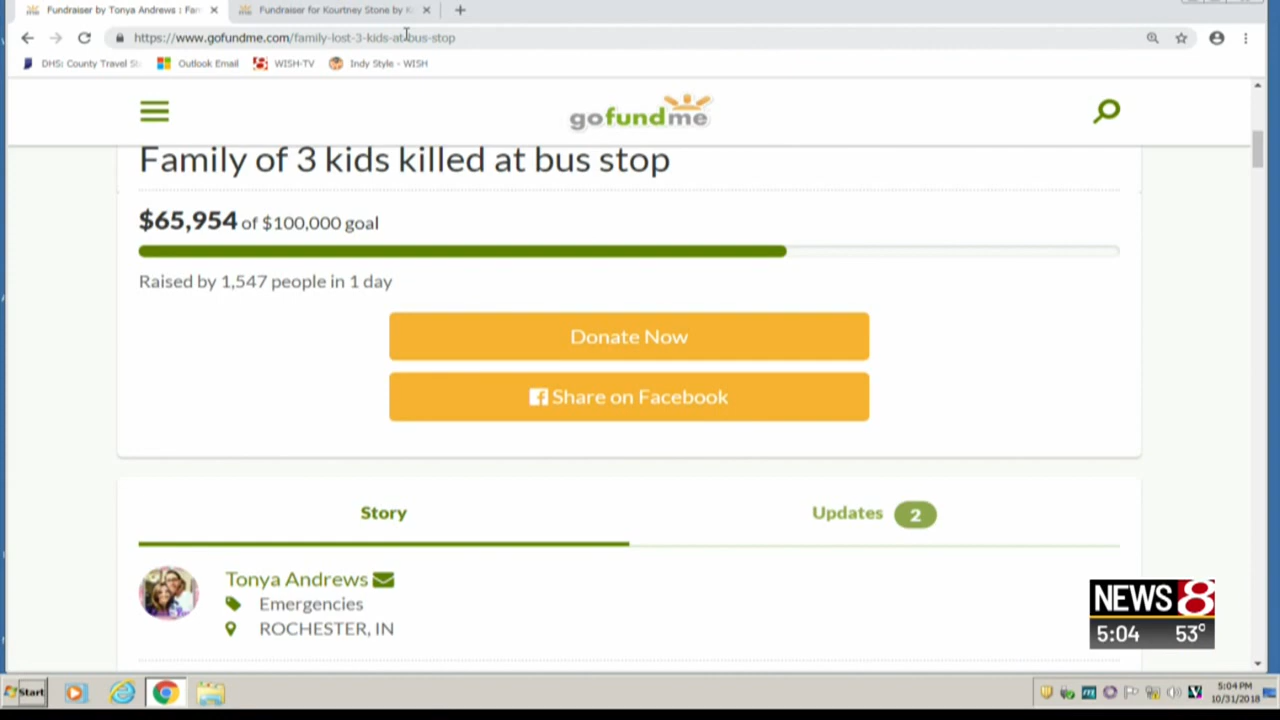 Fundraiser by Tonya Andrews : Fam
Fundraiser for Kourtney Stone by K
https://www.gofundme.com/family-lost-3-kids-at-bus-stop
DHS: County Travel St
Outlook Email
WISH-TV
Indy Style - WISH
gofundme
Family of 3 kids killed at bus stop
$65,954 of $100,000 goal
Raised by 1,547 people in 1 day
Donate Now
Share on Facebook
Story
Updates 2
Tonya Andrews
Emergencies
ROCHESTER, IN
NEWS 8
5:04 53°
Start
5:04 PM
10/31/2018